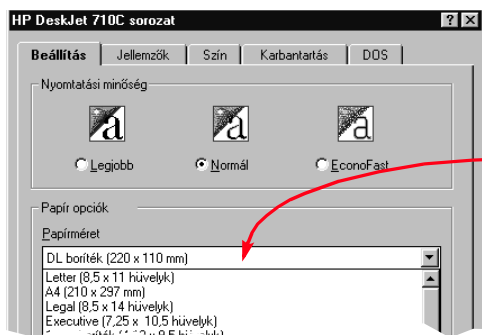 HP DeskJet 710C sorozat
Beállítás Jellemzők Szín Karbantartás DOS
Nyomtatási minőség
Legjobb Normál EconoFast
Papír opciók
Papírméret
DL boríték (220 x 110 mm)
Letter (8,5 x 11 hüvelyk)
A4 (210 x 297 mm)
Legal (8,5 x 14 hüvelyk)
Executive (7,25 x 10,5 hüvelyk)